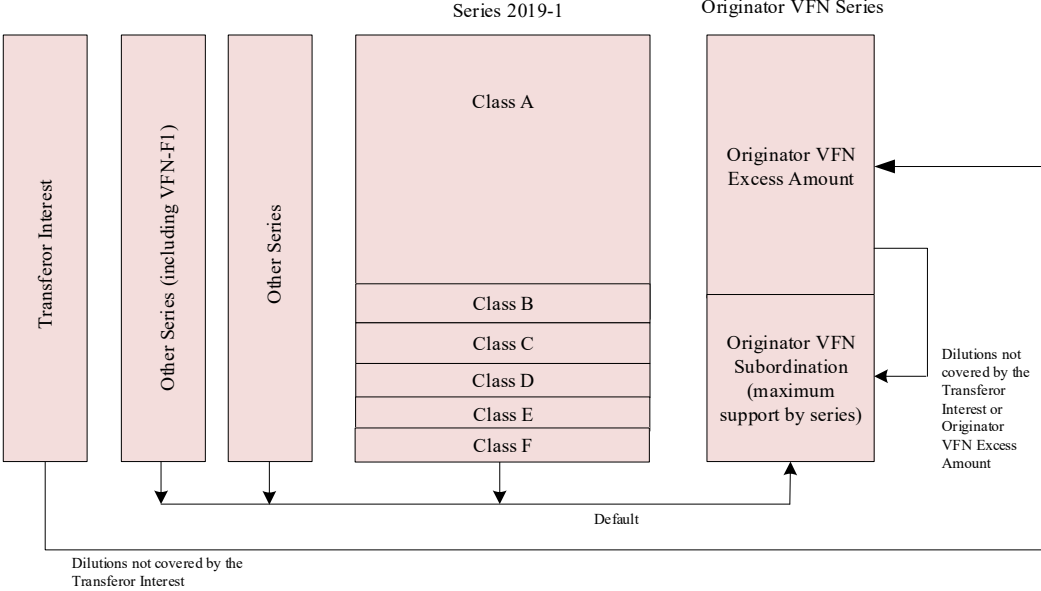 Series 2019-1
Originator VFN Series
Transferor Interest
Other Series (including VFN-F1)
Other Series
Class A
Class B
Class C
Class D
Class E
Class F
Originator VFN
Excess Amount
Originator VFN
Subordination
(maximum
support by series)
Dilutions not
covered by the
Transferor
Interest or
Originator
VFN Excess
Amount
Default
Dilutions not covered by the
Transferor Interest